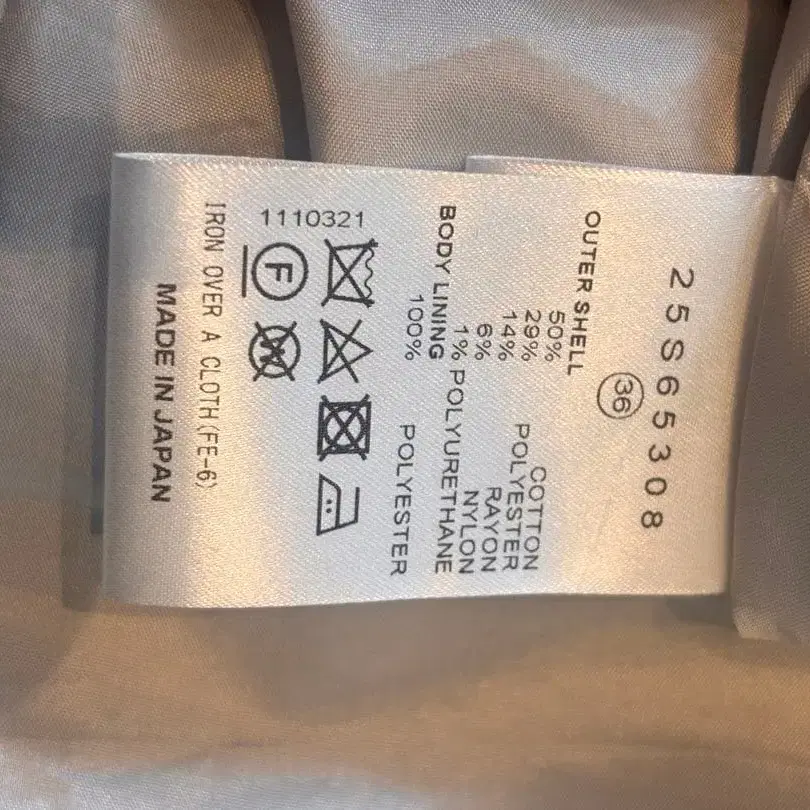 25S65308
36
OUTER SHELL
50% COTTON
29% POLYESTER
14% RAYON
6% NYLON
1% POLYURETHANE
BODY LINING
100% POLYESTER
1110321
F
W
IRON OVER A CLOTH(FE-6)
MADE IN JAPAN